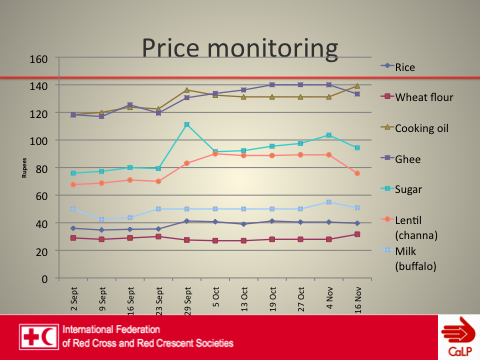 Price monitoring
160
140
120
100
80
60
40
20
0
Rupees
2 Sept
9 Sept
16 Sept
23 Sept
29 Sept
5 Oct
13 Oct
19 Oct
27 Oct
4 Nov
16 Nov
Rice
Wheat flour
Cooking oil
Ghee
Sugar
Lentil
(channa)
Milk
(buffalo)
International Federation
of Red Cross and Red Crescent Societies
CaLP